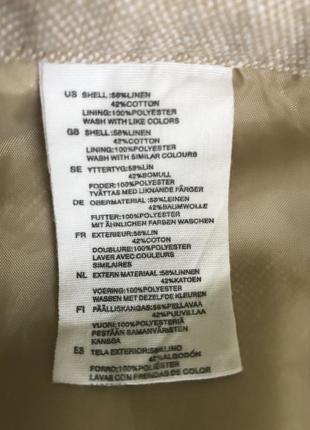 US SHELL:58%LINEN
42%COTTON
LINING:100%POLYESTER
WASH WITH LIKE COLORS
GB SHELL:58%LINEN
42%COTTON
LINING:100%POLYESTER
WASH WITH SIMILAR COLOURS
SE YTTERTYG:58%LIN
42%BOMULL
FODER:100%POLYESTER
TVÄTTAS MED LIKNANDE FÄRGER
DE OBERMATERIAL:58%LEINEN
42%BAUMWOLLE
FUTTER:100%POLYESTER
MIT ÄHNLICHEN FARBEN WASCHEN
FR EXTERIEUR:58%LIN
42%COTON
DOUBLURE:100%POLYESTER
LAVER AVEC COULEURS
SIMILAIRES
NL EXTERN MATERIAAL:58%LINNEN
42%KATOEN
VOERING:100%POLYESTER
WASSEN MET DEZELFDE KLEUREN
FI PÄÄLLISKANGAS:58%PELLAVAA
42%PUUVILLAA
VUORI:100%POLYESTER
PESTÄÄN SAMANVÄRISTEN
KANSSA
ES TELA EXTERIOR:58%LINO
42%ALGODÓN
FORRO:100%POLIÉSTER
LAVAR CON PRENDAS DE COLOR